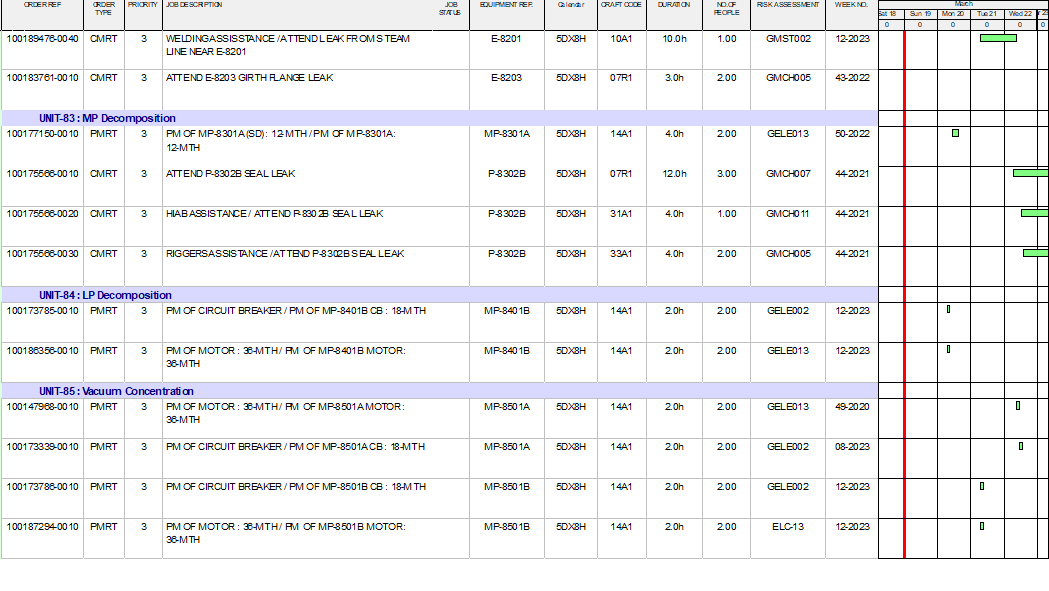 ORDER REF ORDER TYPE PRIORITY JOB DESCRIPTION JOB STATUS EQUIPMENT REF. Calendar CRAFT CODE DURATION NO.OF PEOPLE RISK ASSESSMENT WEEK NO. March
Sat 18 Sun 19 Mon 20 Tue 21 Wed 22
0 0 0 0 0 0
100189476-0040 CMRT 3 WELDING ASSISTANCE / ATTEND LEAK FROM STEAM E-8201 5DX8H 10A1 10.0h 1.00 GMST002 12-2023
LINE NEAR E-8201
100183761-0010 CMRT 3 ATTEND E-8203 GIRTH FLANGE LEAK E-8203 5DX8H 07R1 3.0h 2.00 GMCH005 43-2022
UNIT-83 : MP Decomposition
100177150-0010 PMRT 3 PM OF MP-8301A (SD) : 12-MTH / PM OF MP-8301A: MP-8301A 5DX8H 14A1 4.0h 2.00 GELE013 50-2022
12-MTH
100175566-0010 CMRT 3 ATTEND P-8302B SEAL LEAK P-8302B 5DX8H 07R1 12.0h 3.00 GMCH007 44-2021
100175566-0020 CMRT 3 HIAB ASSISTANCE / ATTEND P-8302B SEAL LEAK P-8302B 5DX8H 31A1 4.0h 1.00 GMCH011 44-2021
100175566-0030 CMRT 3 RIGGERS ASSISTANCE / ATTEND P-8302B SEAL LEAK P-8302B 5DX8H 33A1 4.0h 2.00 GMCH005 44-2021
UNIT-84 : LP Decomposition
100173785-0010 PMRT 3 PM OF CIRCUIT BREAKER / PM OF MP-8401B CB : 18-MTH MP-8401B 5DX8H 14A1 2.0h 2.00 GELE002 12-2023
100186356-0010 PMRT 3 PM OF MOTOR : 36-MTH / PM OF MP-8401B MOTOR: MP-8401B 5DX8H 14A1 2.0h 2.00 GELE013 12-2023
36-MTH
UNIT-85 : Vacuum Concentration
100147968-0010 PMRT 3 PM OF MOTOR : 36-MTH / PM OF MP-8501A MOTOR : MP-8501A 5DX8H 14A1 2.0h 2.00 GELE013 49-2020
36-MTH
100173339-0010 PMRT 3 PM OF CIRCUIT BREAKER / PM OF MP-8501A CB : 18-MTH MP-8501A 5DX8H 14A1 2.0h 2.00 GELE002 08-2023
100173786-0010 PMRT 3 PM OF CIRCUIT BREAKER / PM OF MP-8501B CB : 18-MTH MP-8501B 5DX8H 14A1 2.0h 2.00 GELE002 12-2023
100187294-0010 PMRT 3 PM OF MOTOR : 36-MTH / PM OF MP-8501B MOTOR: MP-8501B 5DX8H 14A1 2.0h 2.00 ELC-13 12-2023
36-MTH